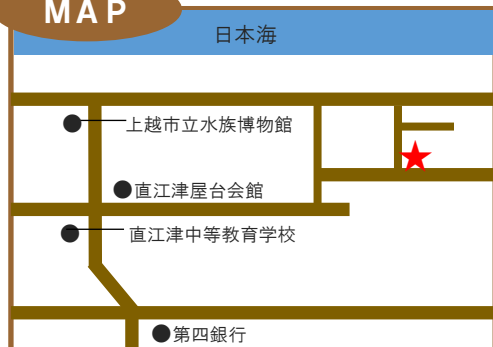 MAP
日本海
上越市立水族博物館
直江津屋台会館
直江津中等教育学校
第四銀行